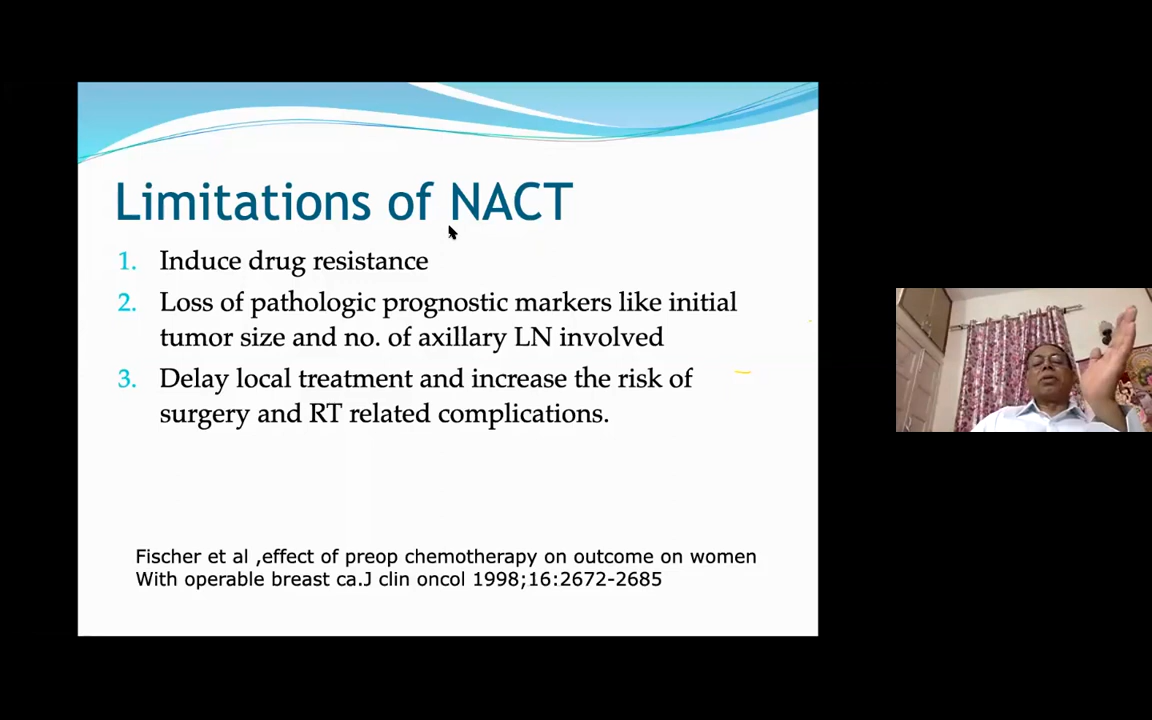 Limitations of NACT
1. Induce drug resistance
2. Loss of pathologic prognostic markers like initial
tumor size and no. of axillary LN involved
3. Delay local treatment and increase the risk of
surgery and RT related complications.
Fischer et al ,effect of preop chemotherapy on outcome on women
With operable breast ca.J clin oncol 1998;16:2672-2685